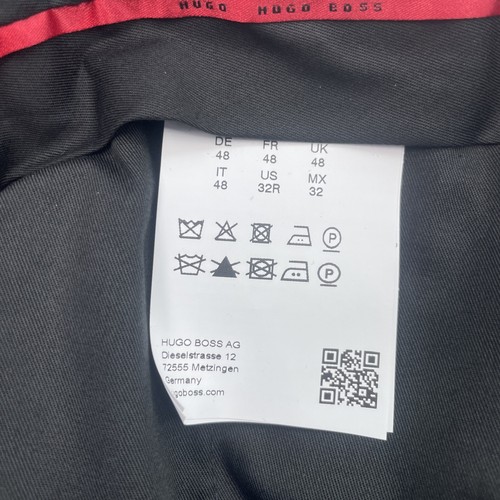 HUGO HUGO BOSS
DE FR UK
48 48 48
IT US MX
48 32R 32
P
P
HUGO BOSS AG
Dieselstrasse 12
72555 Metzingen
Germany
hugoboss.com